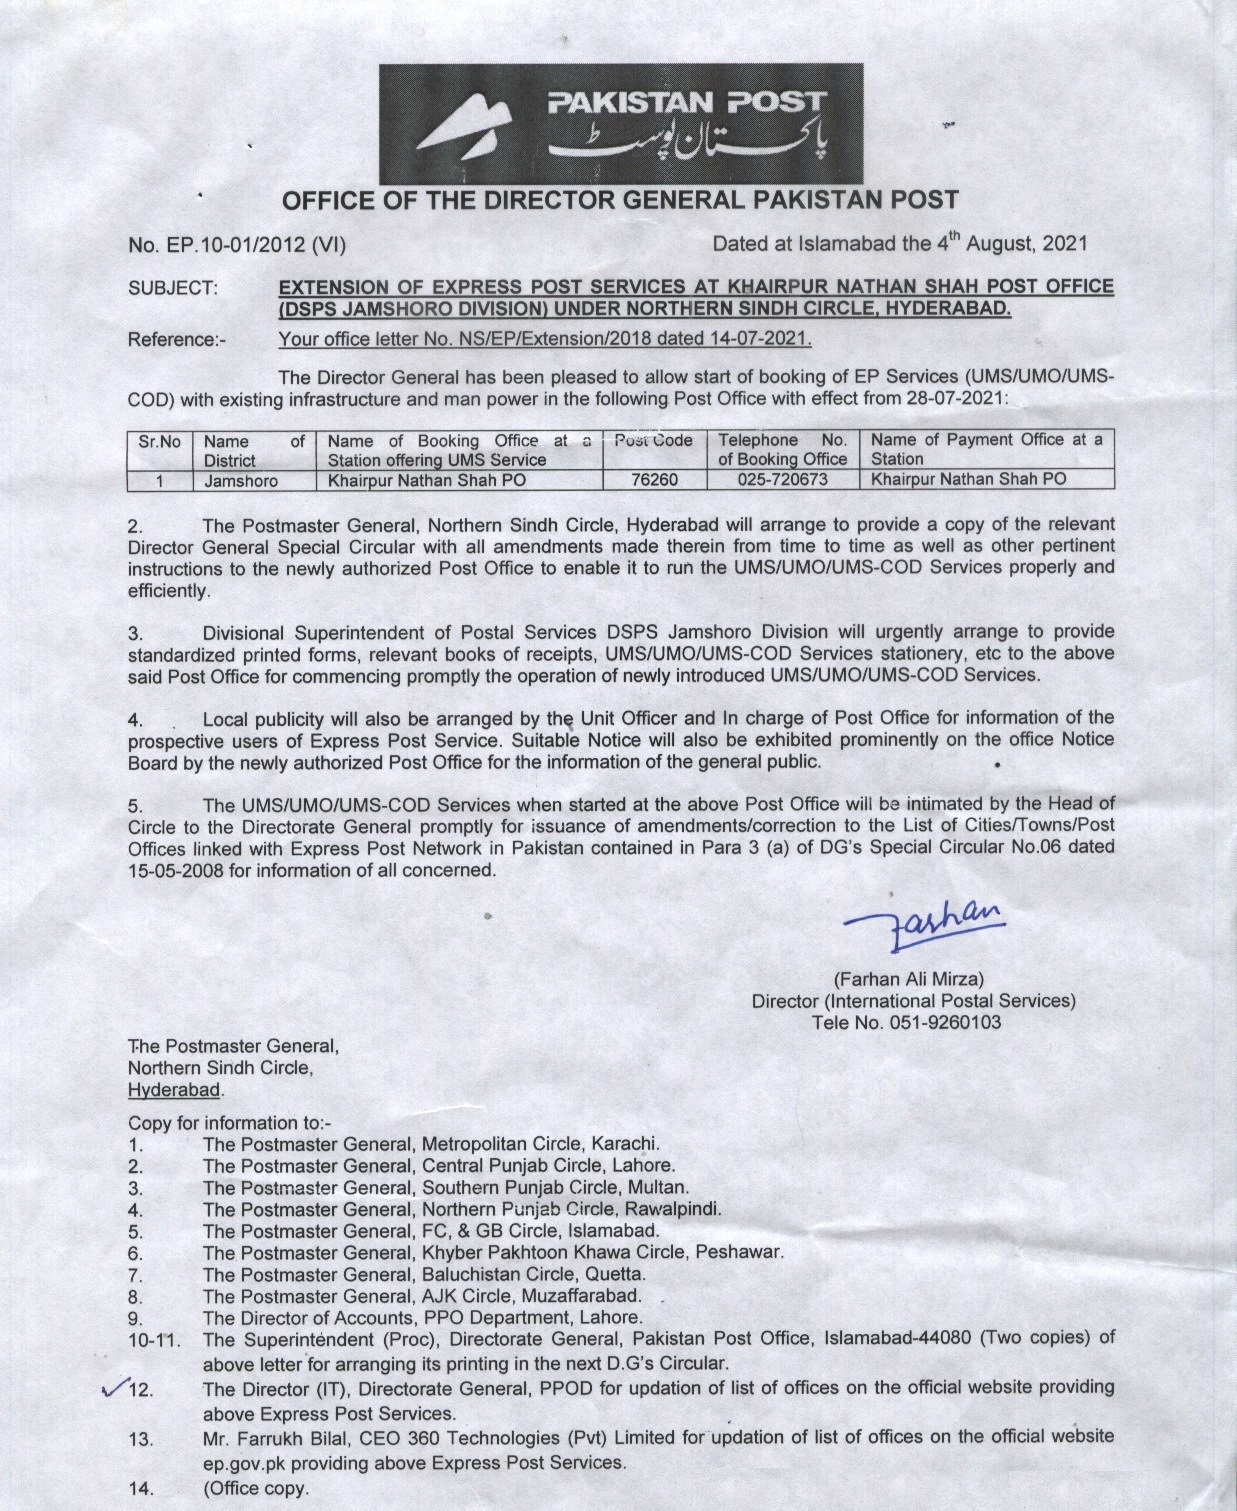 PAKISTAN POST
پاکستان پوسٹ
OFFICE OF THE DIRECTOR GENERAL PAKISTAN POST
No. EP.10-01/2012 (VI) Dated at Islamabad the 4th August, 2021
SUBJECT: EXTENSION OF EXPRESS POST SERVICES AT KHAIRPUR NATHAN SHAH POST OFFICE
(DSPS JAMSHORO DIVISION) UNDER NORTHERN SINDH CIRCLE, HYDERABAD.
Reference:- Your office letter No. NS/EP/Extension/2018 dated 14-07-2021.
The Director General has been pleased to allow start of booking of EP Services (UMS/UMO/UMS-
COD) with existing infrastructure and man power in the following Post Office with effect from 28-07-2021:
Sr.No Name of Name of Booking Office at a Post Code Telephone No. Name of Payment Office at a
District Station offering UMS Service of Booking Office Station
1 Jamshoro Khairpur Nathan Shah PO 76260 025-720673 Khairpur Nathan Shah PO
2. The Postmaster General, Northern Sindh Circle, Hyderabad will arrange to provide a copy of the relevant
Director General Special Circular with all amendments made therein from time to time as well as other pertinent
instructions to the newly authorized Post Office to enable it to run the UMS/UMO/UMS-COD Services properly and
efficiently.
3. Divisional Superintendent of Postal Services DSPS Jamshoro Division will urgently arrange to provide
standardized printed forms, relevant books of receipts, UMS/UMO/UMS-COD Services stationery, etc to the above
said Post Office for commencing promptly the operation of newly introduced UMS/UMO/UMS-COD Services.
4. Local publicity will also be arranged by the Unit Officer and In charge of Post Office for information of the
prospective users of Express Post Service. Suitable Notice will also be exhibited prominently on the office Notice
Board by the newly authorized Post Office for the information of the general public.
5. The UMS/UMO/UMS-COD Services when started at the above Post Office will be intimated by the Head of
Circle to the Directorate General promptly for issuance of amendments/correction to the List of Cities/Towns/Post
Offices linked with Express Post Network in Pakistan contained in Para 3 (a) of DG's Special Circular No.06 dated
15-05-2008 for information of all concerned.
Farhan
(Farhan Ali Mirza)
Director (International Postal Services)
Tele No. 051-9260103
The Postmaster General,
Northern Sindh Circle,
Hyderabad.
Copy for information to:-
1. The Postmaster General, Metropolitan Circle, Karachi.
2. The Postmaster General, Central Punjab Circle, Lahore.
3. The Postmaster General, Southern Punjab Circle, Multan.
4. The Postmaster General, Northern Punjab Circle, Rawalpindi.
5. The Postmaster General, FC, & GB Circle, Islamabad.
6. The Postmaster General, Khyber Pakhtoon Khawa Circle, Peshawar.
7. The Postmaster General, Baluchistan Circle, Quetta.
8. The Postmaster General, AJK Circle, Muzaffarabad.
9. The Director of Accounts, PPO Department, Lahore.
10-11. The Superintendent (Proc), Directorate General, Pakistan Post Office, Islamabad-44080 (Two copies) of
above letter for arranging its printing in the next D.G's Circular.
12. The Director (IT), Directorate General, PPOD for updation of list of offices on the official website providing
above Express Post Services.
13. Mr. Farrukh Bilal, CEO 360 Technologies (Pvt) Limited for updation of list of offices on the official website
ep.gov.pk providing above Express Post Services.
14. (Office copy.